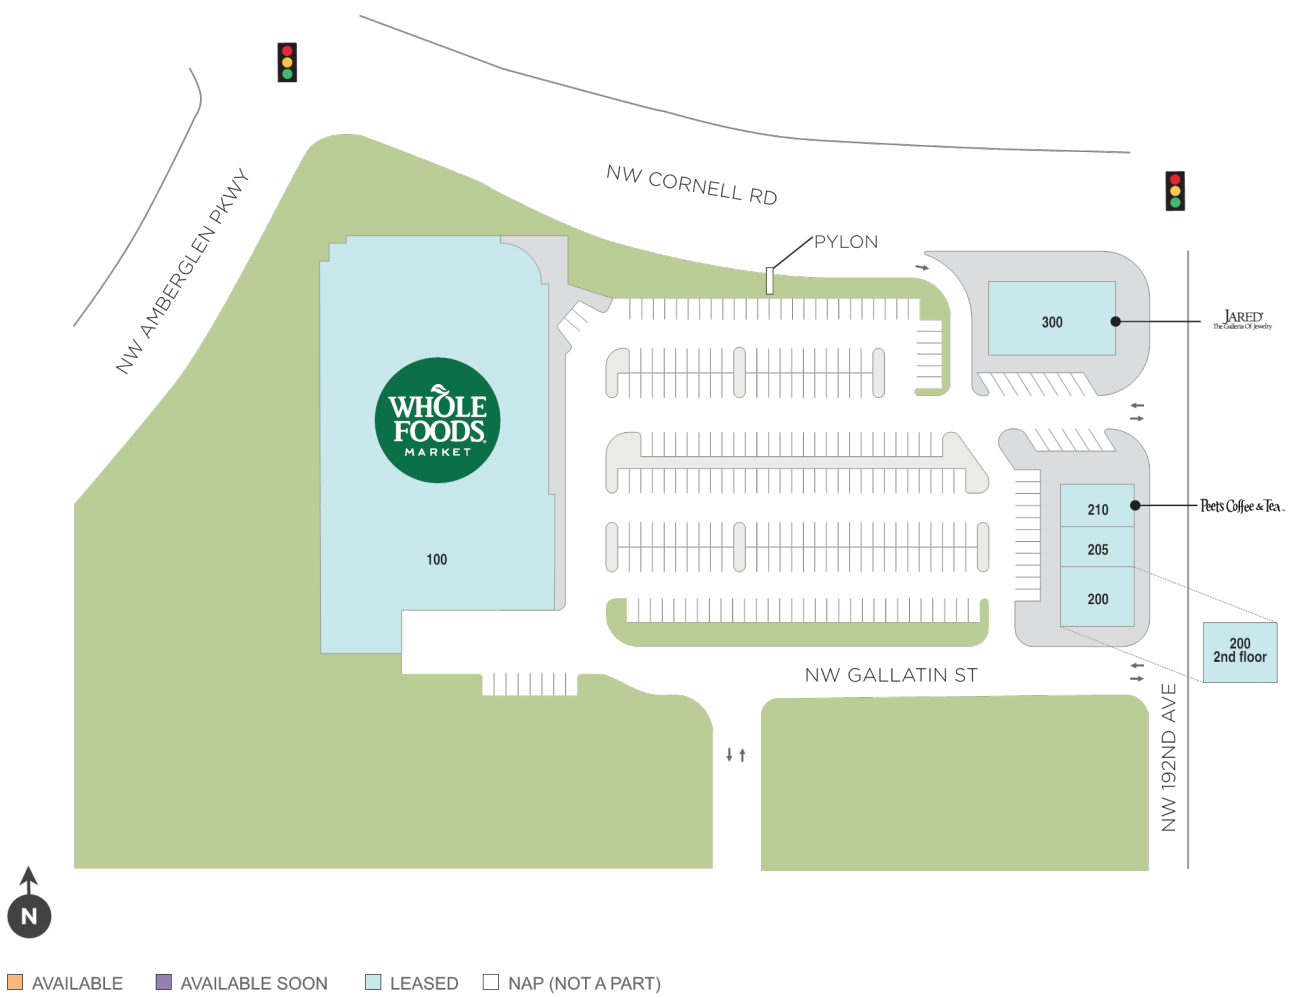 NW CORNELL RD
NW AMBERGLEN PKWY
PYLON
300
JARED
The Galleria Of Jewelry
WHOLE
FOODS
MARKET
210
Peet's Coffee & Tea
205
100
200
200
2nd floor
NW GALLATIN ST
NW 192ND AVE
N
AVAILABLE
AVAILABLE SOON
LEASED
NAP (NOT A PART)